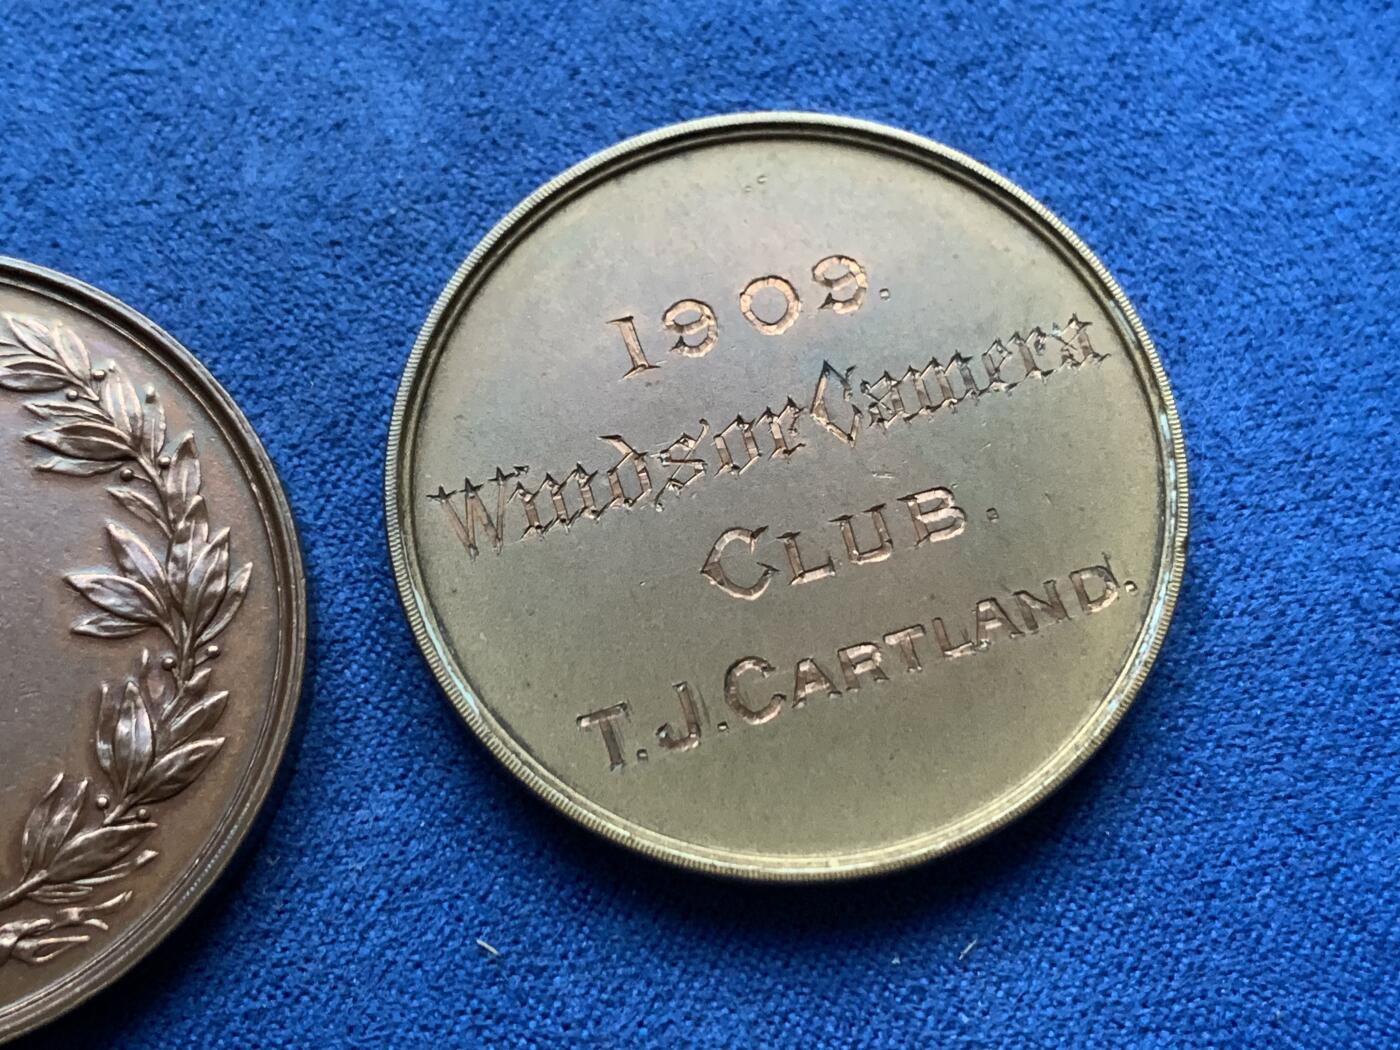 1909.
Windsor Camera
CLUB.
T.J.CARTLAND.